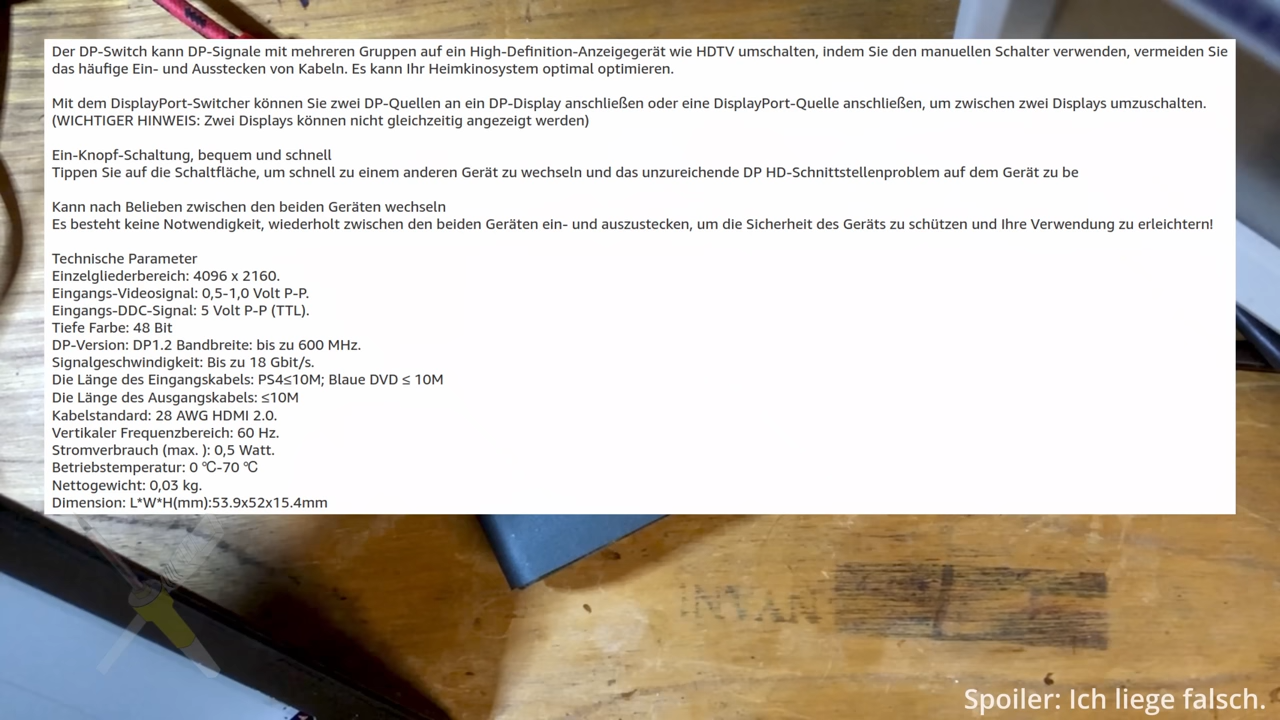 Der DP-Switch kann DP-Signale mit mehreren Gruppen auf ein High-Definition-Anzeigegerät wie HDTV umschalten, indem Sie den manuellen Schalter verwenden, vermeiden Sie
das häufige Ein- und Ausstecken von Kabeln. Es kann Ihr Heimkinosystem optimal optimieren.
Mit dem DisplayPort-Switcher können Sie zwei DP-Quellen an ein DP-Display anschließen oder eine DisplayPort-Quelle anschließen, um zwischen zwei Displays umzuschalten.
(WICHTIGER HINWEIS: Zwei Displays können nicht gleichzeitig angezeigt werden)
Ein-Knopf-Schaltung, bequem und schnell
Tippen Sie auf die Schaltfläche, um schnell zu einem anderen Gerät zu wechseln und das unzureichende DP HD-Schnittstellenproblem auf dem Gerät zu be
Kann nach Belieben zwischen den beiden Geräten wechseln
Es besteht keine Notwendigkeit, wiederholt zwischen den beiden Geräten ein- und auszustecken, um die Sicherheit des Geräts zu schützen und Ihre Verwendung zu erleichtern!
Technische Parameter
Einzelgliederbereich: 4096 x 2160.
Eingangs-Videosignal: 0,5-1,0 Volt P-P.
Eingangs-DDC-Signal: 5 Volt P-P (TTL).
Tiefe Farbe: 48 Bit
DP-Version: DP1.2 Bandbreite: bis zu 600 MHz.
Signalgeschwindigkeit: Bis zu 18 Gbit/s.
Die Länge des Eingangskabels: PS4≤10M; Blaue DVD ≤ 10M
Die Länge des Ausgangskabels: ≤10M
Kabelstandard: 28 AWG HDMI 2.0.
Vertikaler Frequenzbereich: 60 Hz.
Stromverbrauch (max. ): 0,5 Watt.
Betriebstemperatur: 0 ℃-70 ℃
Nettogewicht: 0,03 kg.
Dimension: L*W*H(mm):53.9x52x15.4mm
Spoiler: Ich liege falsch.